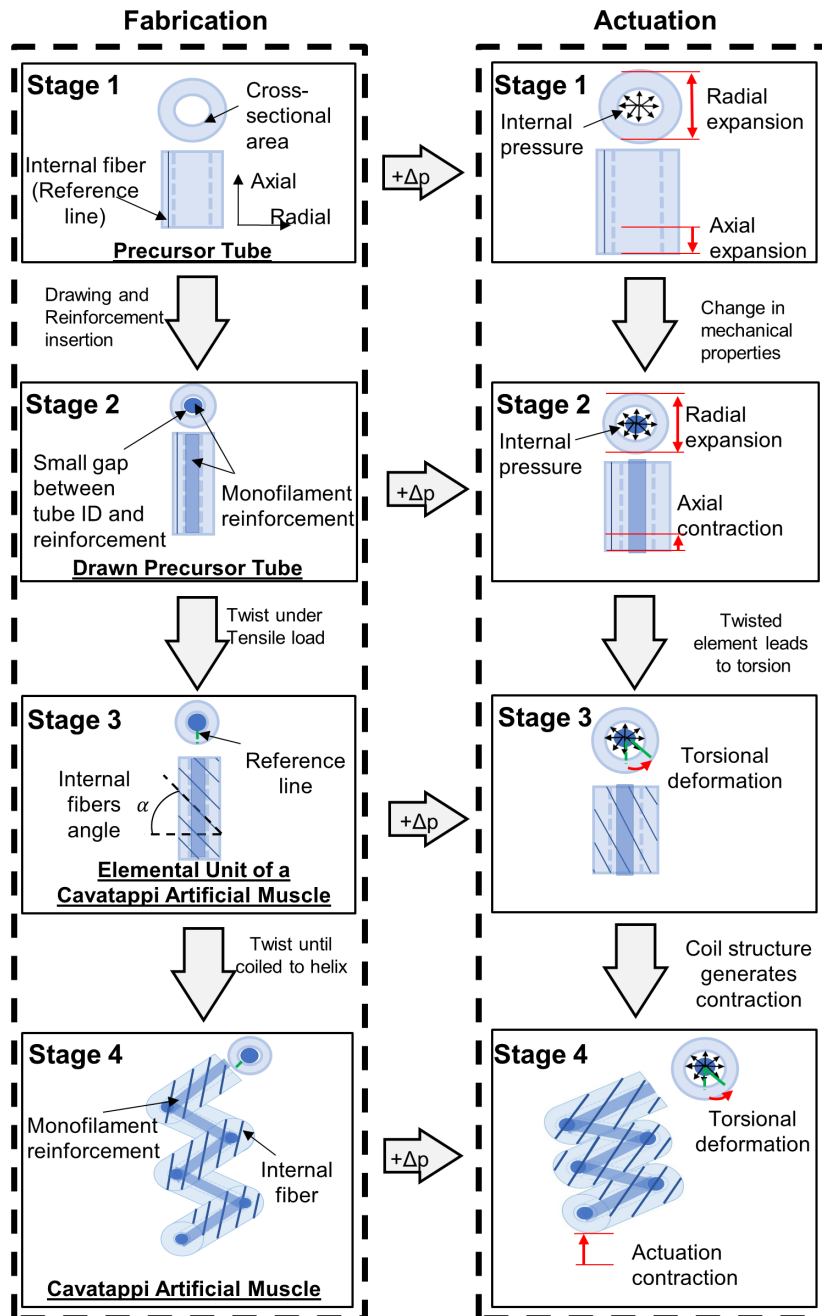 Fabrication
Actuation
Stage 1
Cross-
sectional
area
Internal fiber
(Reference
line)
Axial
Radial
Precursor Tube
+Δp
Stage 1
Internal
pressure
Radial
expansion
Axial
expansion
Drawing and
Reinforcement
insertion
Change in
mechanical
properties
Stage 2
Small gap
between
tube ID and
reinforcement
Monofilament
reinforcement
Drawn Precursor Tube
+Δp
Stage 2
Internal
pressure
Radial
expansion
Axial
contraction
Twist under
Tensile load
Twisted
element leads
to torsion
Stage 3
Reference
line
Internal
fibers
angle
α
Elemental Unit of a
Cavatappi Artificial Muscle
+Δp
Stage 3
Torsional
deformation
Twist until
coiled to helix
Coil structure
generates
contraction
Stage 4
Monofilament
reinforcement
Internal
fiber
Cavatappi Artificial Muscle
+Δp
Stage 4
Torsional
deformation
Actuation
contraction